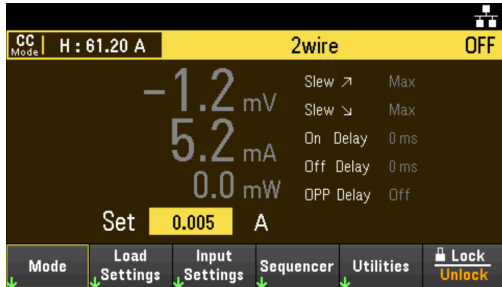 CC Mode H : 61.20 A 2wire OFF
−1.2 mV
5.2 mA
0.0 mW
Slew ↗ Max
Slew ↘ Max
On Delay 0 ms
Off Delay 0 ms
OPP Delay Off
Set 0.005 A
Mode
Load Settings
Input Settings
Sequencer
Utilities
Lock
Unlock